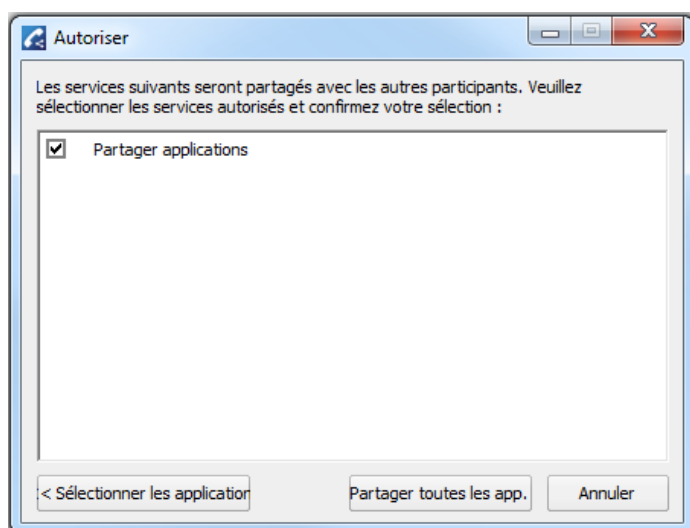 Autoriser
Les services suivants seront partagés avec les autres participants. Veuillez
sélectionner les services autorisés et confirmez votre sélection :
Partager applications
< Sélectionner les application
Partager toutes les app.
Annuler